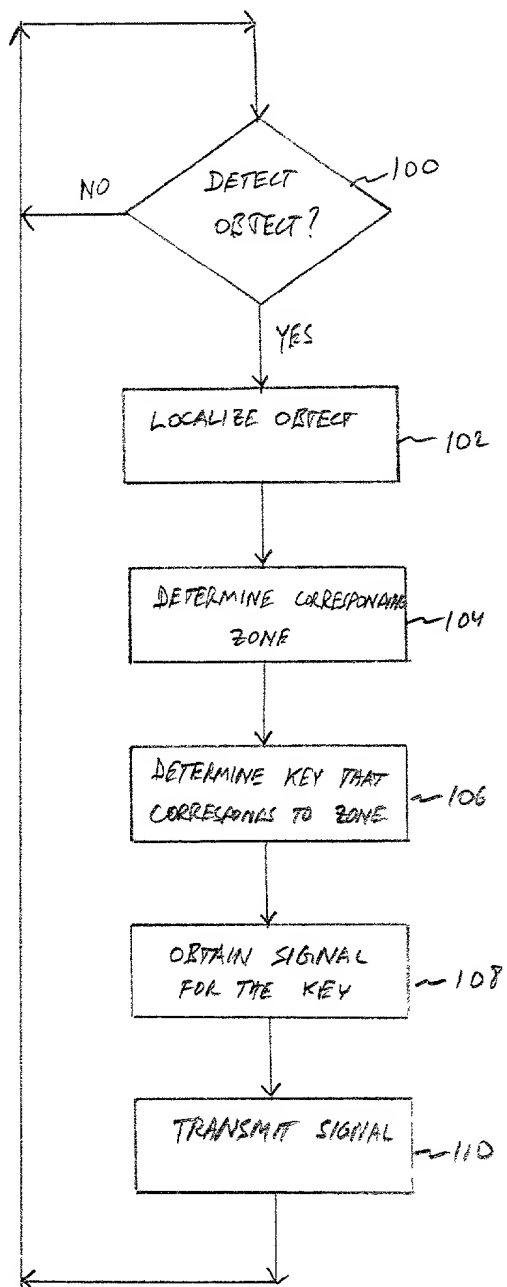 DETECT
OBJECT?
100
NO
YES
LOCALIZE OBJECT
102
DETERMINE CORRESPONDING
ZONE
104
DETERMINE KEY THAT
CORRESPONDS TO ZONE
106
OBTAIN SIGNAL
FOR THE KEY
108
TRANSMIT SIGNAL
110